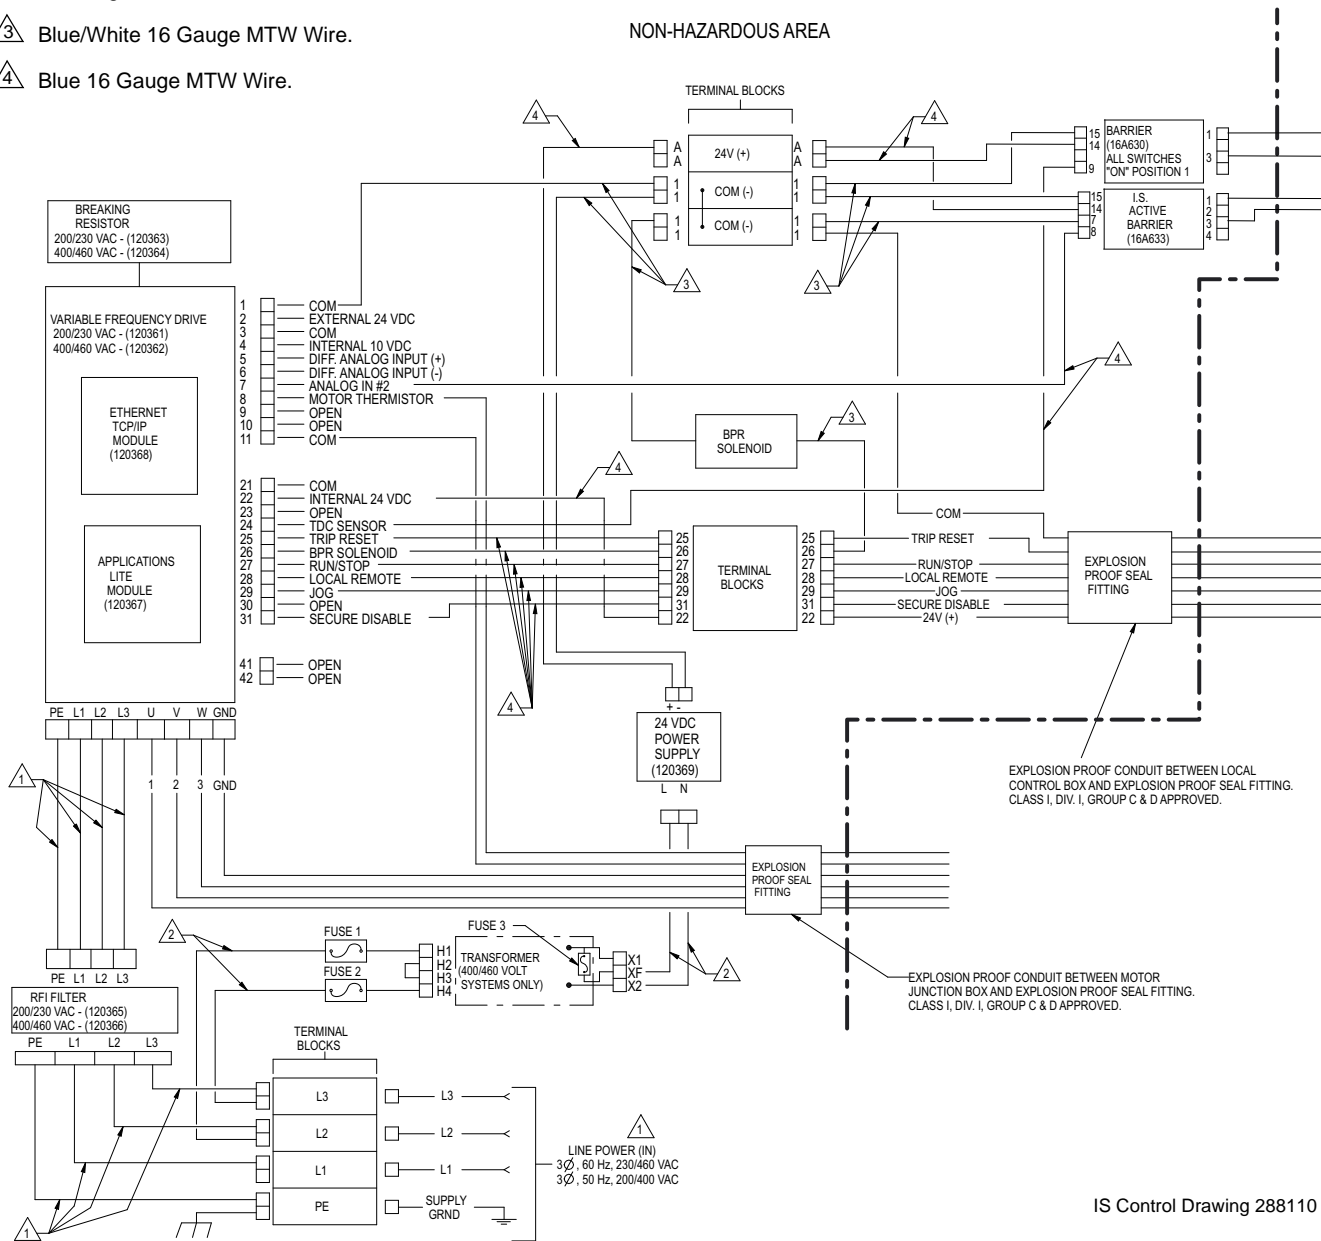 3 Blue/White 16 Gauge MTW Wire.
4 Blue 16 Gauge MTW Wire.
NON-HAZARDOUS AREA
TERMINAL BLOCKS
4
4
A
A
24V (+)
A
A
1
1
COM (-)
1
1
1
1
COM (-)
1
1
3
3
15
14
9
BARRIER
(16A630)
ALL SWITCHES
"ON" POSITION 1
1
3
15
14
7
8
I.S.
ACTIVE
BARRIER
(16A633)
1
2
3
4
BREAKING
RESISTOR
200/230 VAC - (120363)
400/460 VAC - (120364)
VARIABLE FREQUENCY DRIVE
200/230 VAC - (120361)
400/460 VAC - (120362)
ETHERNET
TCP/IP
MODULE
(120368)
APPLICATIONS
LITE
MODULE
(120367)
1 COM
2 EXTERNAL 24 VDC
3 COM
4 INTERNAL 10 VDC
5 DIFF. ANALOG INPUT (+)
6 DIFF. ANALOG INPUT (-)
7 ANALOG IN #2
8 MOTOR THERMISTOR
9 OPEN
10 OPEN
11 COM
4
3
BPR
SOLENOID
4
21 COM
22 INTERNAL 24 VDC
23 OPEN
24 TDC SENSOR
25 TRIP RESET
26 BPR SOLENOID
27 RUN/STOP
28 LOCAL REMOTE
29 JOG
30 OPEN
31 SECURE DISABLE
41 OPEN
42 OPEN
4
25
26
27
28
29
31
22
TERMINAL
BLOCKS
25
26
27
28
29
31
22
COM
TRIP RESET
RUN/STOP
LOCAL REMOTE
JOG
SECURE DISABLE
24V (+)
EXPLOSION
PROOF SEAL
FITTING
EXPLOSION PROOF CONDUIT BETWEEN LOCAL
CONTROL BOX AND EXPLOSION PROOF SEAL FITTING.
CLASS I, DIV. I, GROUP C & D APPROVED.
PE L1 L2 L3 U V W GND
1
1 2 3 GND
+ -
24 VDC
POWER
SUPPLY
(120369)
L N
EXPLOSION
PROOF SEAL
FITTING
EXPLOSION PROOF CONDUIT BETWEEN MOTOR
JUNCTION BOX AND EXPLOSION PROOF SEAL FITTING.
CLASS I, DIV. I, GROUP C & D APPROVED.
2
FUSE 1
FUSE 2
H1
H2
H3
H4
FUSE 3
TRANSFORMER
(400/460 VOLT
SYSTEMS ONLY)
X1
XF
X2
2
PE L1 L2 L3
RFI FILTER
200/230 VAC - (120365)
400/460 VAC - (120366)
PE L1 L2 L3
TERMINAL
BLOCKS
L3 L3
L2 L2
L1 L1
PE SUPPLY
GRND
1
1
LINE POWER (IN)
3Ø, 60 Hz, 230/460 VAC
3Ø, 50 Hz, 200/400 VAC
IS Control Drawing 288110